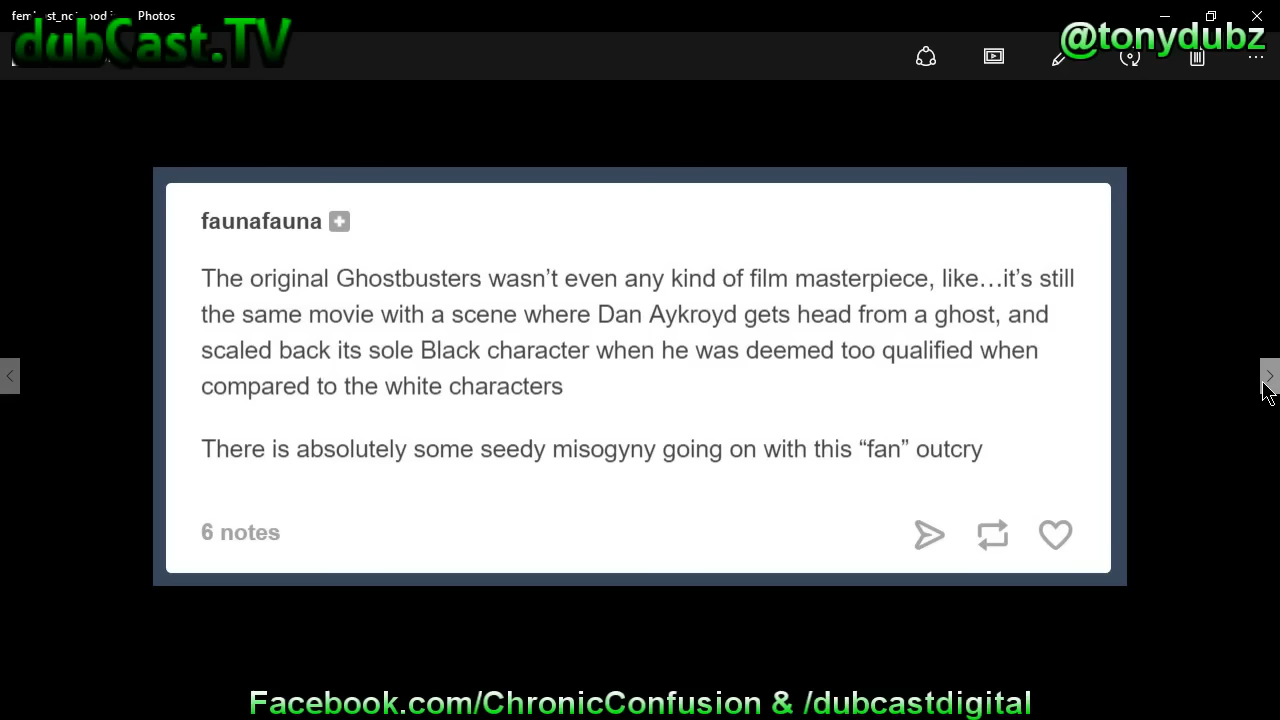 Photos
dubCast.TV
@tonydubz
faunafauna
The original Ghostbusters wasn’t even any kind of film masterpiece, like…it’s still
the same movie with a scene where Dan Aykroyd gets head from a ghost, and
scaled back its sole Black character when he was deemed too qualified when
compared to the white characters
There is absolutely some seedy misogyny going on with this “fan” outcry
6 notes
Facebook.com/ChronicConfusion & /dubcastdigital